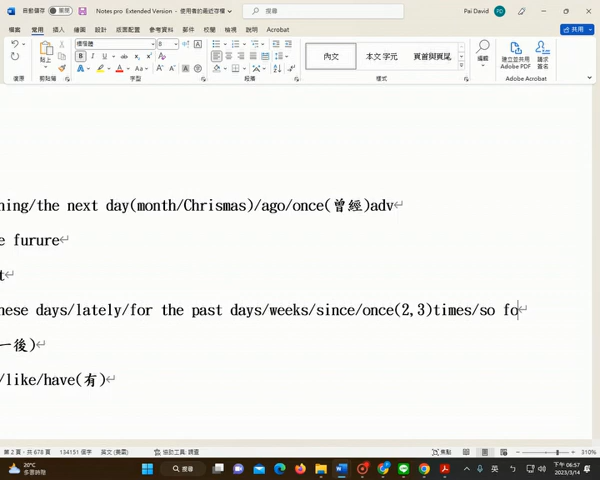 自動儲存
Notes pro Extended Version - 使用者的最近存檔
搜尋
Pai David
PD
檔案 常用 插入 繪圖 設計 版面配置 參考資料 郵件 校閱 檢視 說明 Acrobat
共用
貼上
標楷體 8
內文 本文 字元 頁首與頁尾
編輯
建立並共用 Adobe PDF
請求簽名
復原 剪貼簿 字型 段落 樣式 Adobe Acrobat
ning/the next day(month/Chrismas)/ago/once(曾經)adv
e furure
t
hese days/lately/for the past days/weeks/since/once(2,3)times/so fo
一後)
/like/have(有)
第 2 頁，共 678 頁 134151 個字 英文 (美國) 協助工具: 調查
焦點 310%
20°C
多雲時陰
搜尋
英
下午 06:57
2023/3/14